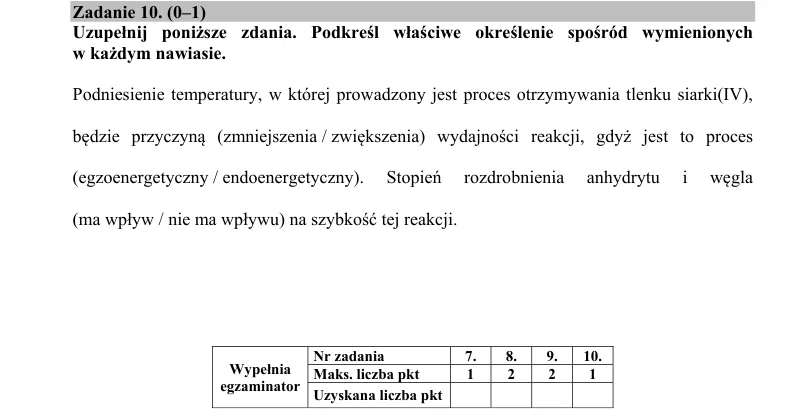 Zadanie 10. (0–1)
Uzupełnij poniższe zdania. Podkreśl właściwe określenie spośród wymienionych
w każdym nawiasie.
Podniesienie temperatury, w której prowadzony jest proces otrzymywania tlenku siarki(IV),
będzie przyczyną (zmniejszenia / zwiększenia) wydajności reakcji, gdyż jest to proces
(egzoenergetyczny / endoenergetyczny). Stopień rozdrobnienia anhydrytu i węgla
(ma wpływ / nie ma wpływu) na szybkość tej reakcji.
Wypełnia egzaminator
Nr zadania 7. 8. 9. 10.
Maks. liczba pkt 1 2 2 1
Uzyskana liczba pkt